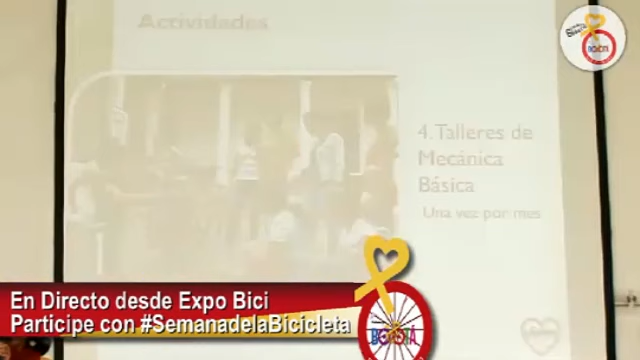 Actividades
4. Talleres de
Mecánica
Básica
Una vez por mes
En Directo desde Expo Bici
Participe con #SemanadelaBicicleta
BOGOTÁ